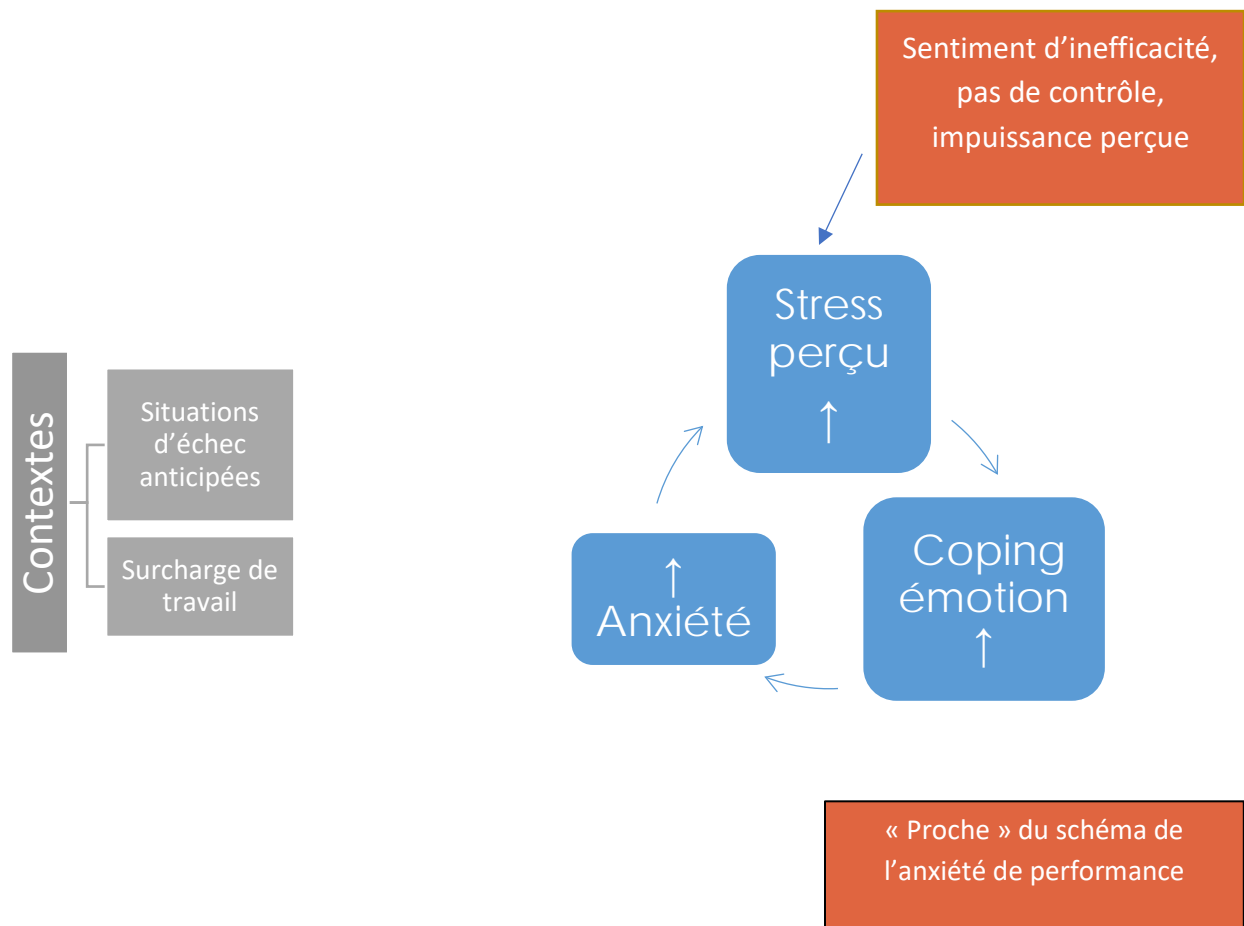 Sentiment d’inefficacité,
pas de contrôle,
impuissance perçue
Stress
perçu
↑
Coping
émotion
↑
↑
Anxiété
Contextes
Situations
d’échec
anticipées
Surcharge de
travail
« Proche » du schéma de
l’anxiété de performance